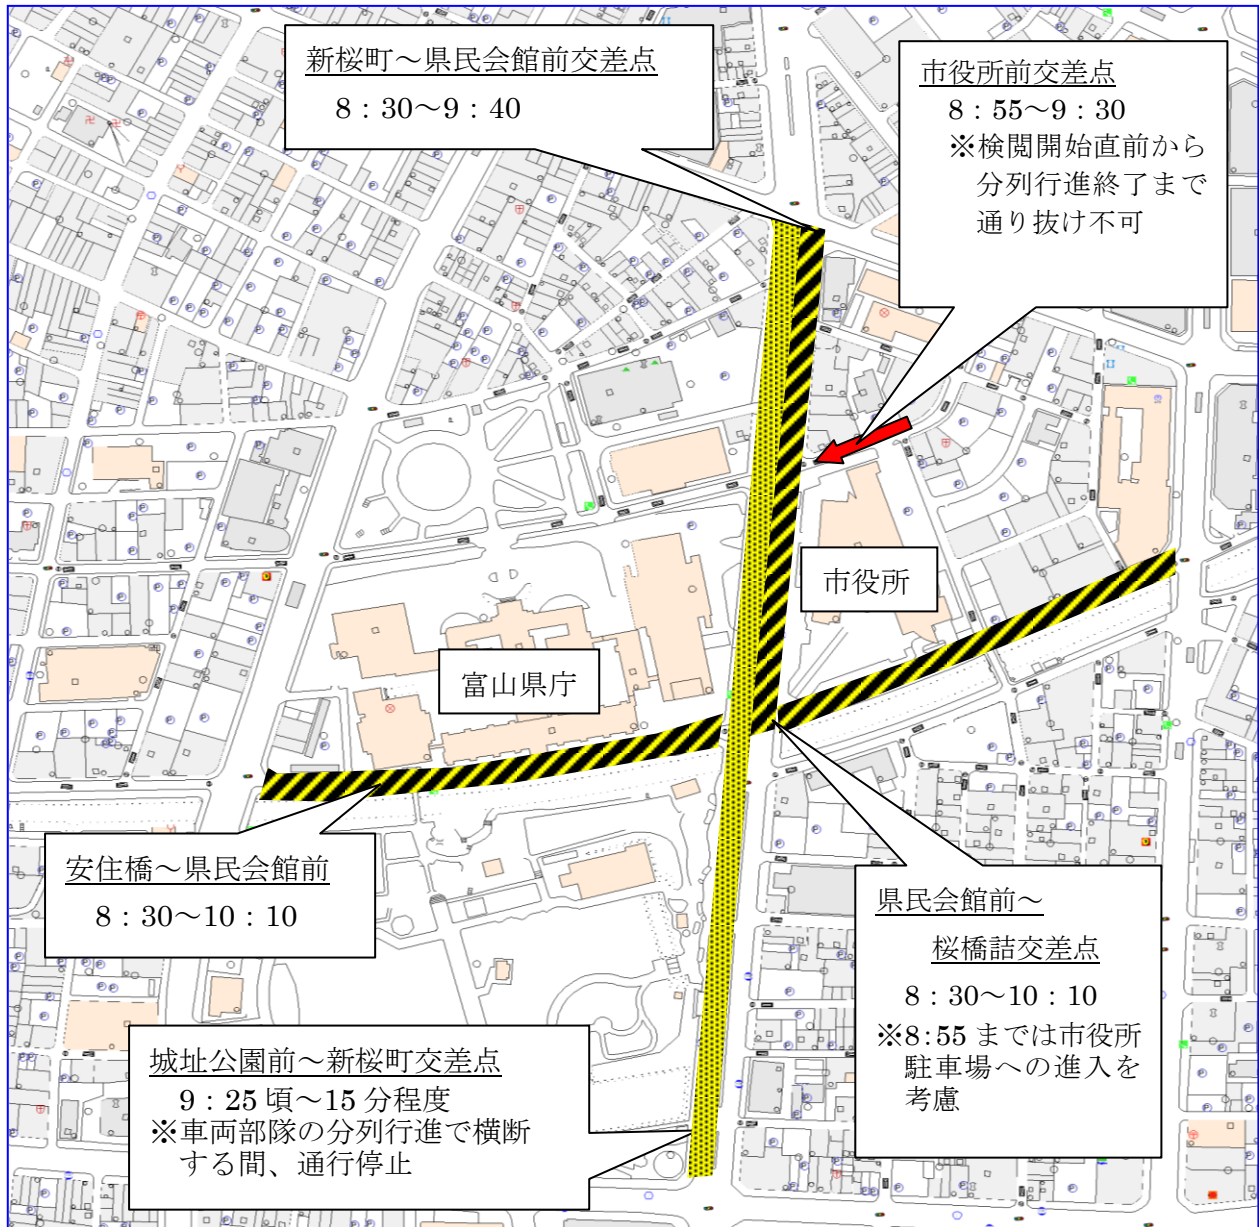 新桜町～県民会館前交差点
8：30～9：40
市役所前交差点
8：55～9：30
※検閲開始直前から
分列行進終了まで
通り抜け不可
市役所
富山県庁
安住橋～県民会館前
8：30～10：10
県民会館前～
桜橋詰交差点
8：30～10：10
※8:55 までは市役所
駐車場への進入を
考慮
城址公園前～新桜町交差点
9：25 頃～15 分程度
※車両部隊の分列行進で横断
する間、通行停止